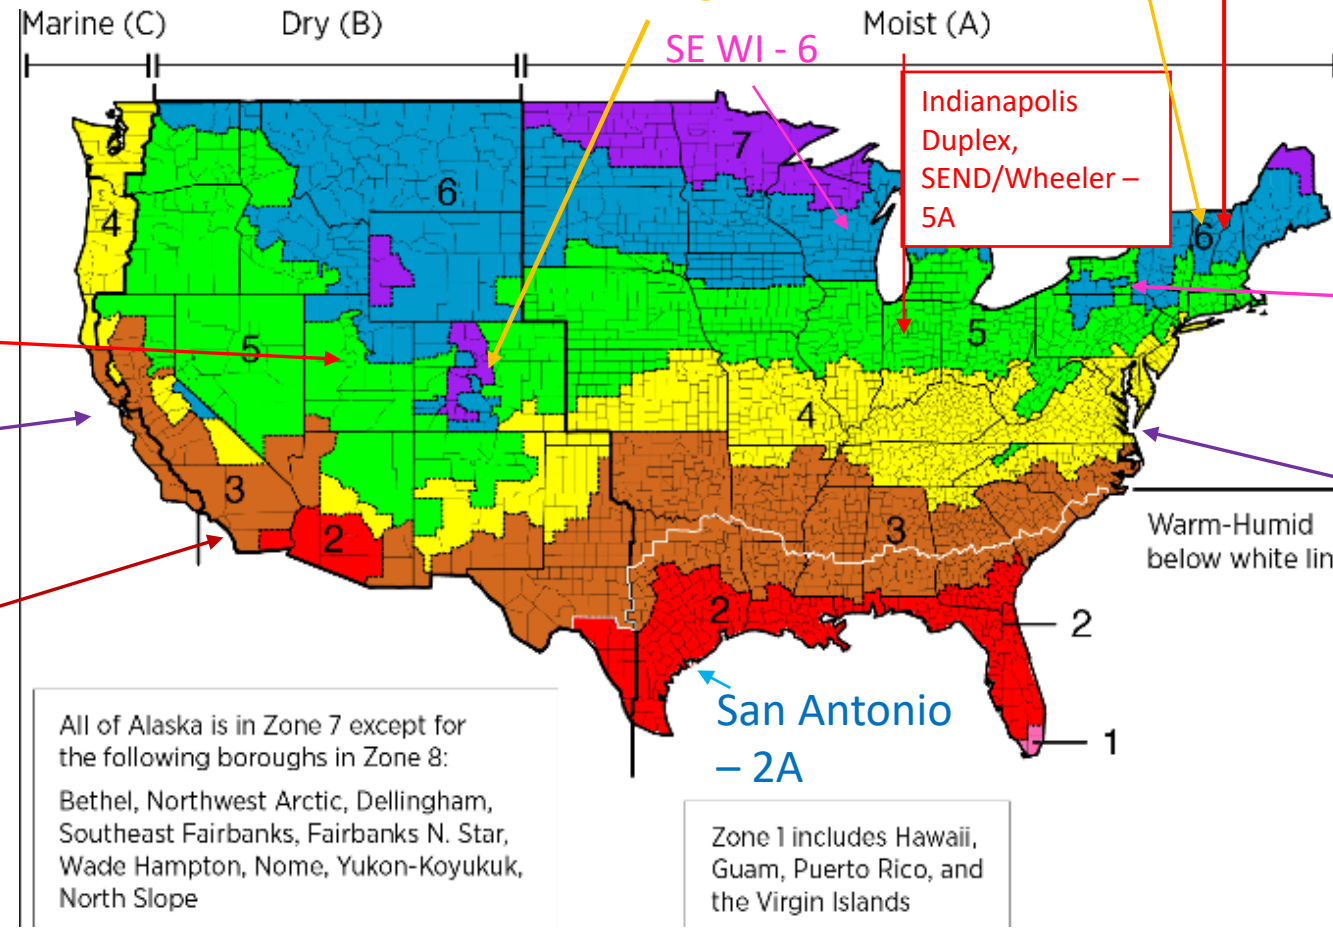 Marine (C)
Dry (B)
Moist (A)
SE WI - 6
Indianapolis
Duplex,
SEND/Wheeler –
5A
7
6
4
6
5
5
4
3
3
2
2
2
1
Warm-Humid
below white lin
San Antonio
– 2A
All of Alaska is in Zone 7 except for
the following boroughs in Zone 8:
Bethel, Northwest Arctic, Dellingham,
Southeast Fairbanks, Fairbanks N. Star,
Wade Hampton, Nome, Yukon-Koyukuk,
North Slope
Zone 1 includes Hawaii,
Guam, Puerto Rico, and
the Virgin Islands